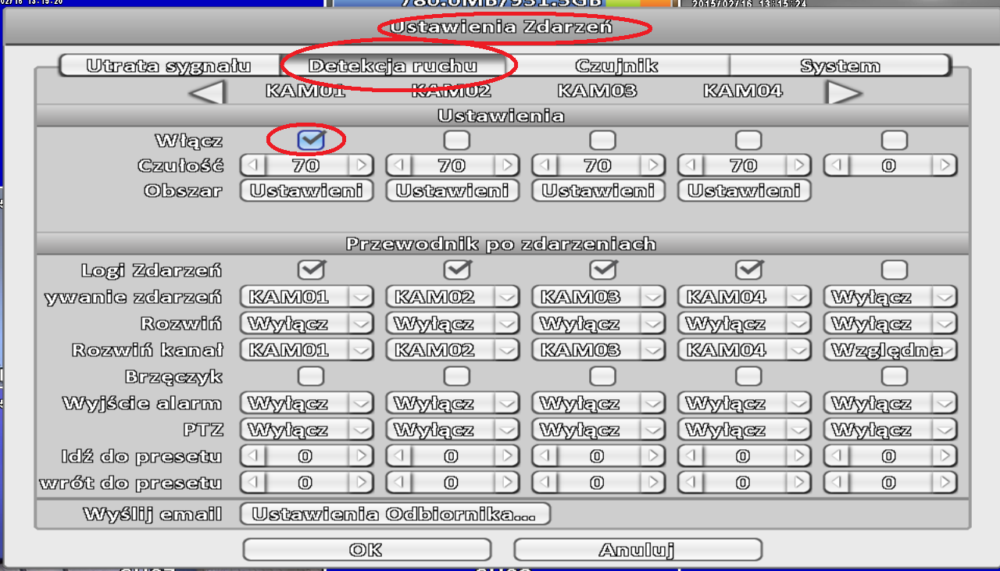 02/16 13:15:20
780.0MB/931.5GB
2015/02/16 13:15:24
Ustawienia Zdarzeń
Utrata sygnału Detekcja ruchu Czujnik System
KAM01 KAM02 KAM03 KAM04
Ustawienia
Włącz
Czułość 70 70 70 70 0
Obszar Ustawieni Ustawieni Ustawieni Ustawieni
Przewodnik po zdarzeniach
Logi Zdarzeń
ywanie zdarzeń KAM01 KAM02 KAM03 KAM04 Wyłącz
Rozwiń Wyłącz Wyłącz Wyłącz Wyłącz Wyłącz
Rozwiń kanał KAM01 KAM02 KAM03 KAM04 Względna
Brzęczyk
Wyjście alarm Wyłącz Wyłącz Wyłącz Wyłącz Wyłącz
PTZ Wyłącz Wyłącz Wyłącz Wyłącz Wyłącz
Idź do presetu 0 0 0 0 0
wrót do presetu 0 0 0 0 0
Wyślij email Ustawienia Odbiornika...
OK Anuluj